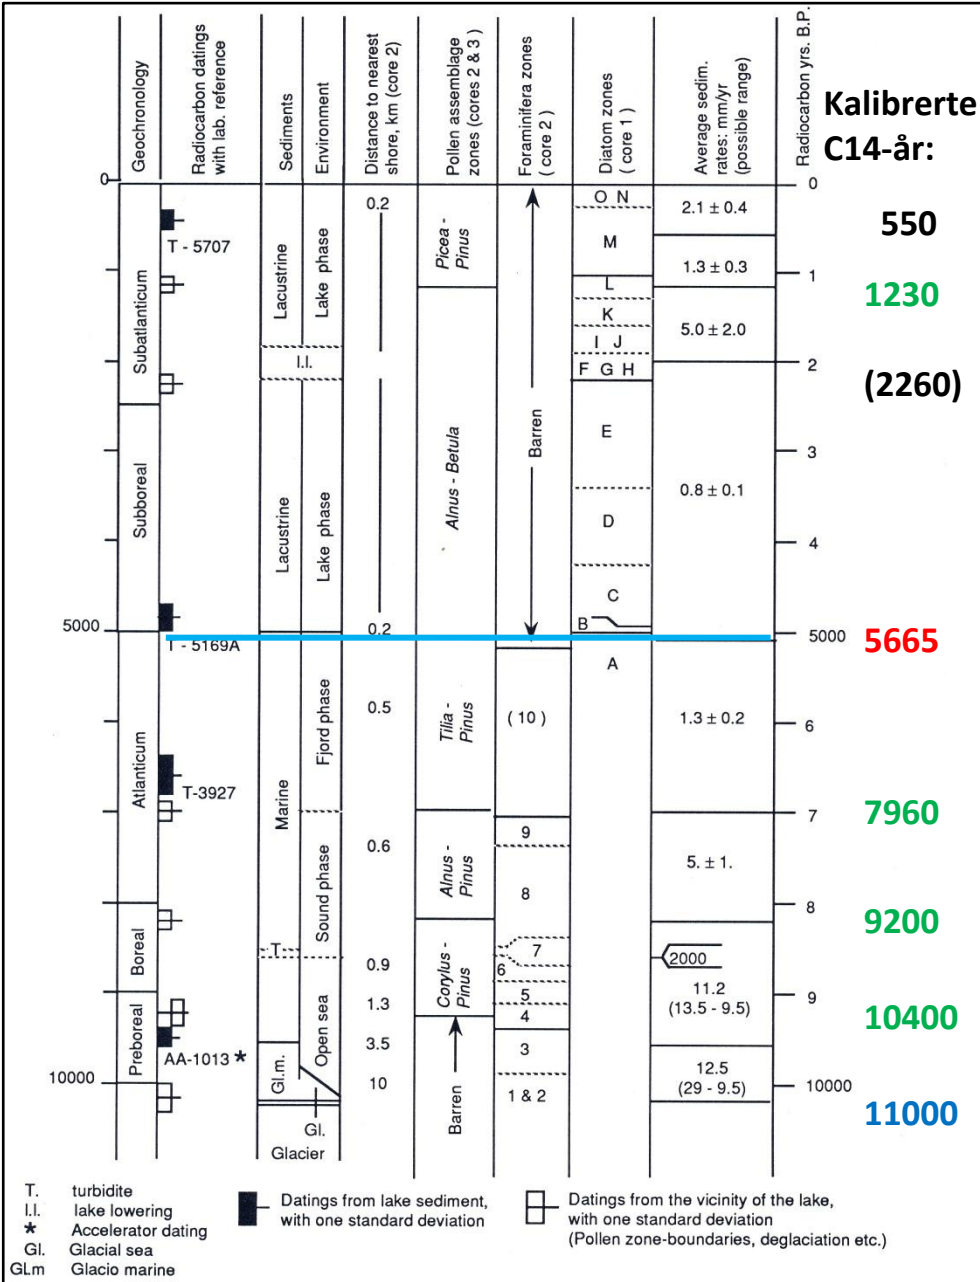 Geochronology
Radiocarbon datings
with lab. reference
Sediments
Environment
Distance to nearest
shore, km (core 2)
Pollen assemblage
zones (cores 2 & 3)
Foraminifera zones
(core 2)
Diatom zones
(core 1)
Average sedim.
rates: mm/yr
(possible range)
Radiocarbon yrs. B.P.
Kalibrerte
C14-år:
0
5000
10000
Subatlanticum
Subboreal
Atlanticum
Boreal
Preboreal
T - 5707
T - 5169A
T-3927
AA-1013 *
Lacustrine
l.l.
Lacustrine
Marine
T
Gl.m.
Glacier
Lake phase
Lake phase
Fjord phase
Sound phase
Open sea
Gl.
0.2
0.2
0.5
0.6
0.9
1.3
3.5
10
Picea -
Pinus
Alnus - Betula
Tilia -
Pinus
Alnus -
Pinus
Corylus -
Pinus
Barren
Barren
(10)
9
8
7
6
5
4
3
1 & 2
O N
M
L
K
I J
F G H
E
D
C
B
A
2.1 ± 0.4
1.3 ± 0.3
5.0 ± 2.0
0.8 ± 0.1
1.3 ± 0.2
5. ± 1.
2000
11.2
(13.5 - 9.5)
12.5
(29 - 9.5)
0
1
2
3
4
5000
6
7
8
9
10000
550
1230
(2260)
5665
7960
9200
10400
11000
T. turbidite
l.l. lake lowering
* Accelerator dating
Gl. Glacial sea
GLm Glacio marine
Datings from lake sediment,
with one standard deviation
Datings from the vicinity of the lake,
with one standard deviation
(Pollen zone-boundaries, deglaciation etc.)